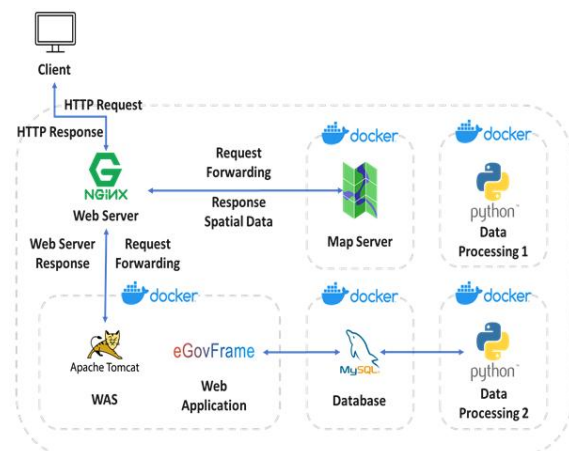 Client
HTTP Request
HTTP Response
NGiNX
Web Server
Request
Forwarding
Response
Spatial Data
docker
Map Server
docker
python
Data
Processing 1
Web Server
Response
Request
Forwarding
docker
Apache Tomcat
WAS
eGovFrame
Web
Application
docker
MySQL
Database
docker
python
Data
Processing 2